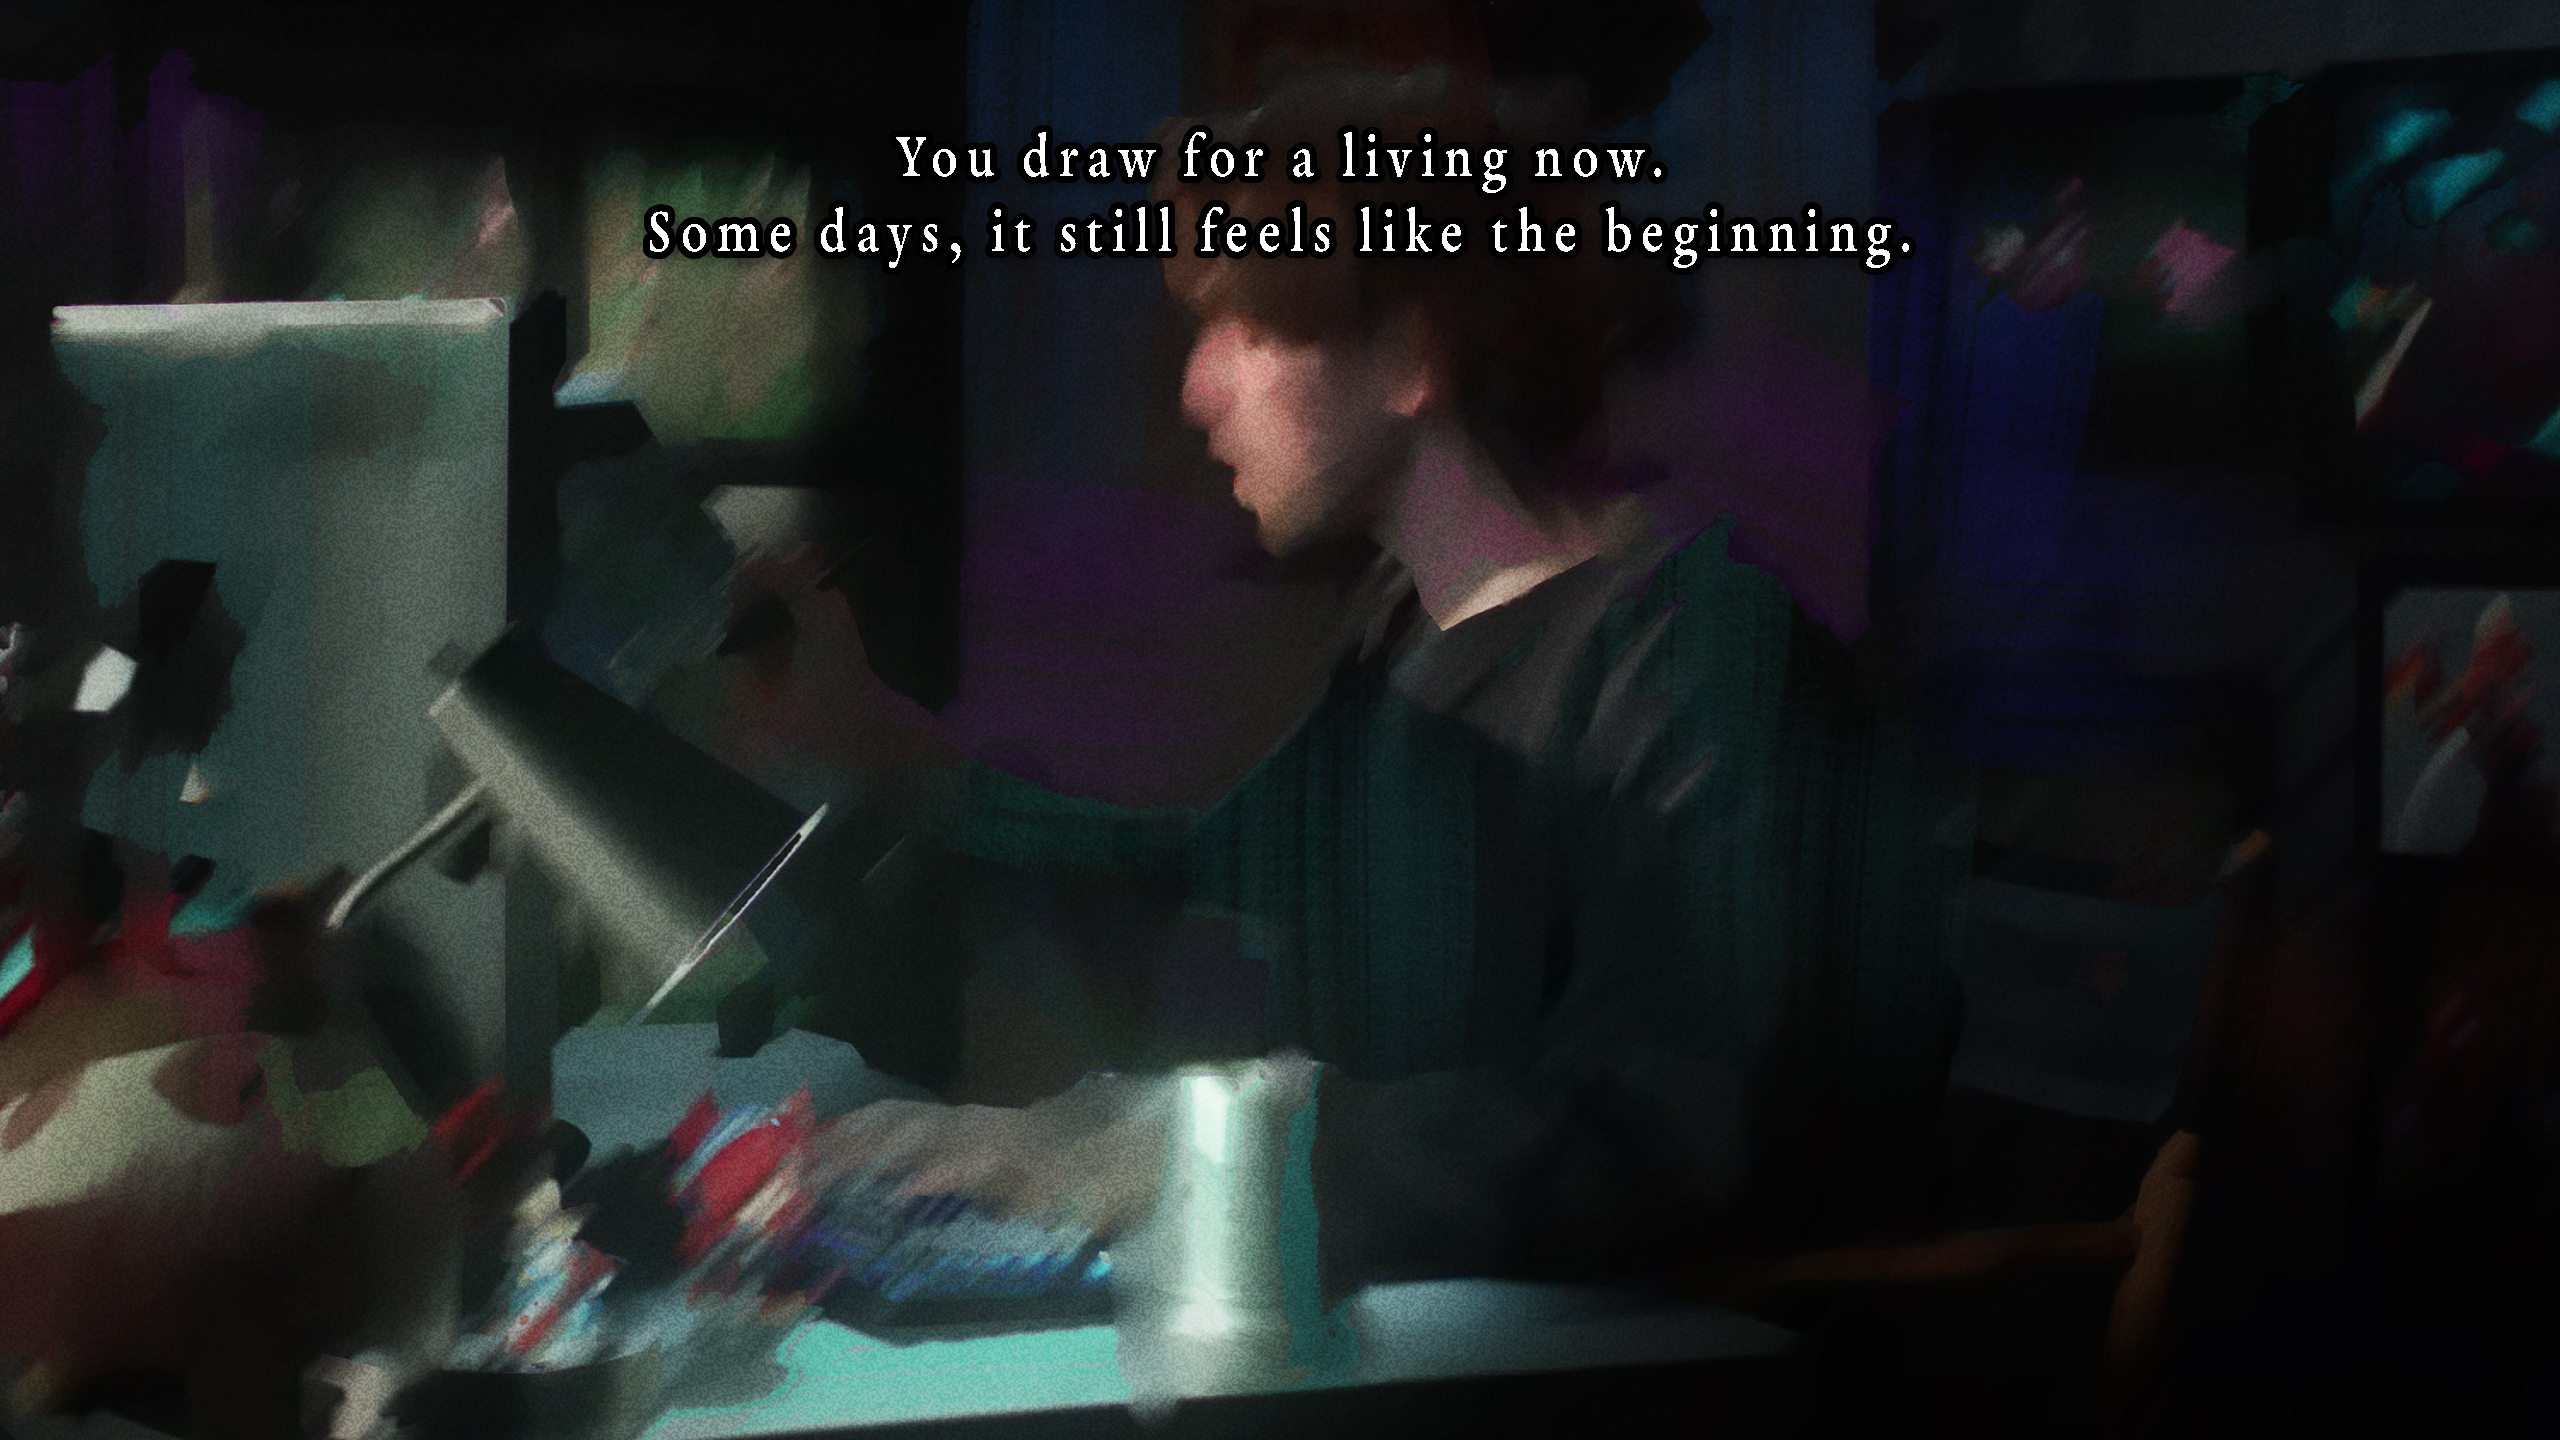 You draw for a living now.
Some days, it still feels like the beginning.